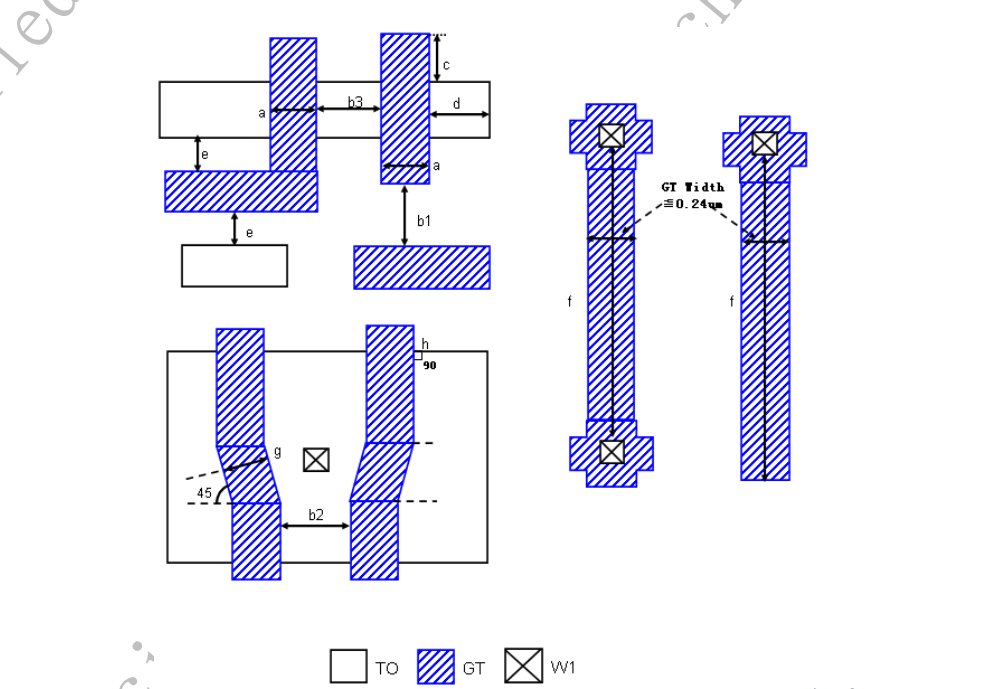 c
a
b3
d
e
a
GT Width
≦0.24um
b1
e
f
f
h
90
g
45
b2
TO
GT
W1